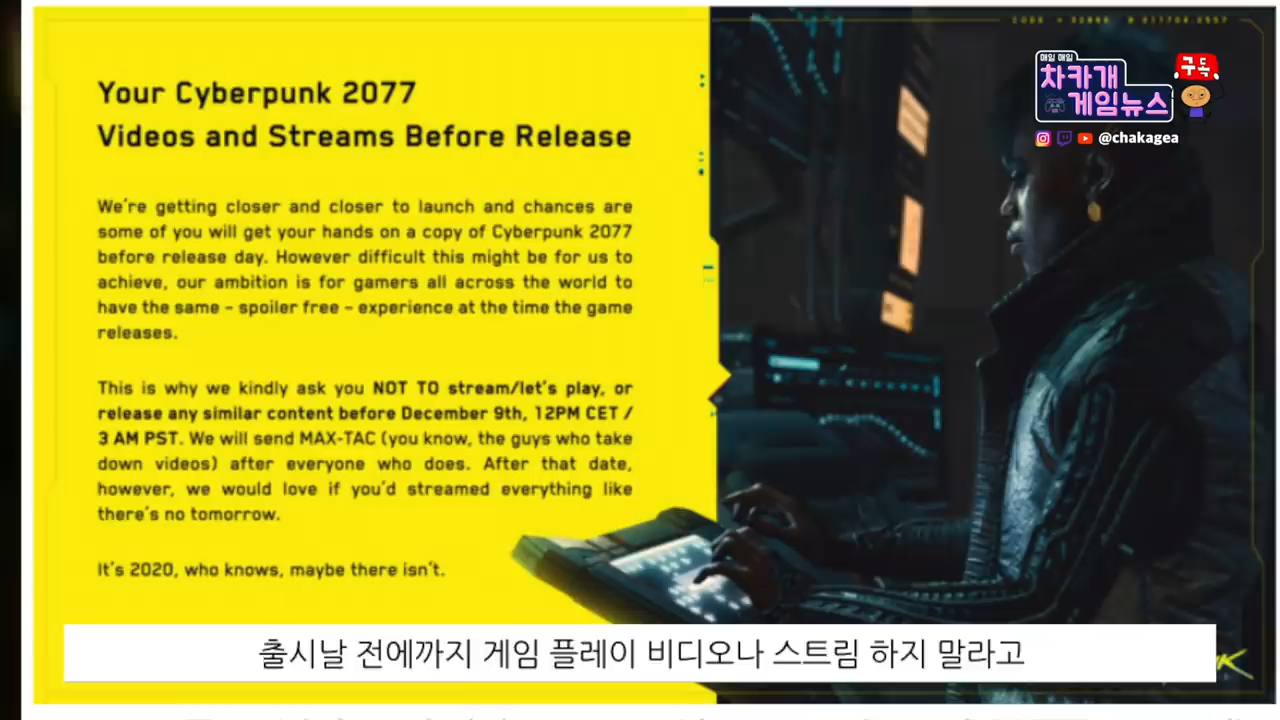 매일 매일
차카개
게임뉴스
구독
@chakagea
Your Cyberpunk 2077
Videos and Streams Before Release
We're getting closer and closer to launch and chances are
some of you will get your hands on a copy of Cyberpunk 2077
before release day. However difficult this might be for us to
achieve, our ambition is for gamers all across the world to
have the same – spoiler free – experience at the time the game
releases.
This is why we kindly ask you NOT TO stream/let's play, or
release any similar content before December 9th, 12PM CET /
3 AM PST. We will send MAX-TAC (you know, the guys who take
down videos) after everyone who does. After that date,
however, we would love if you'd streamed everything like
there's no tomorrow.
It's 2020, who knows, maybe there isn't.
출시날 전에까지 게임 플레이 비디오나 스트림 하지 말라고